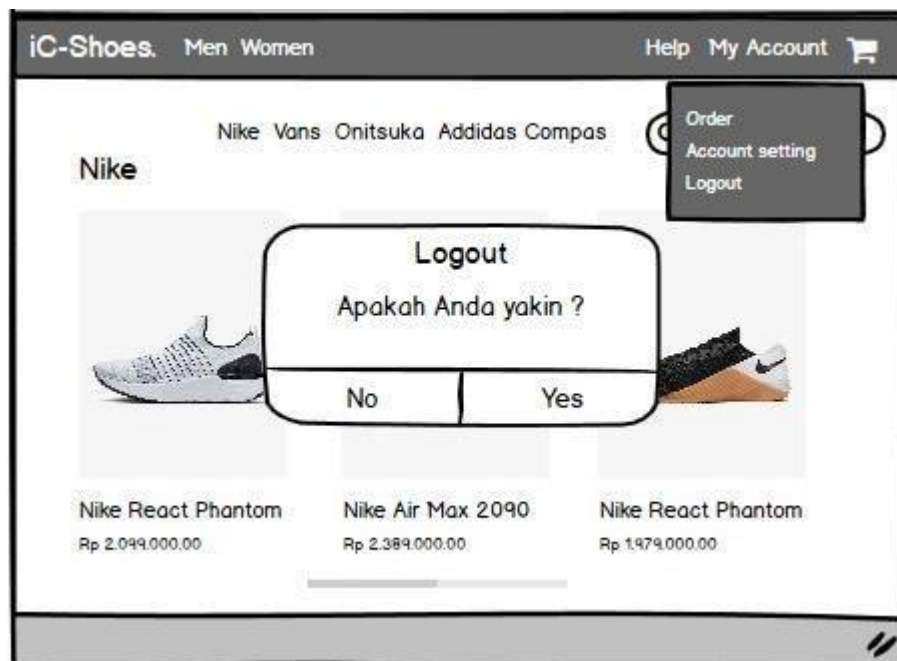 iC-Shoes. Men Women Help My Account
Order
Account setting
Logout
Nike Vans Onitsuka Addidas Compas
Nike
Logout
Apakah Anda yakin ?
No Yes
Nike React Phantom Nike Air Max 2090 Nike React Phantom
Rp 2.099.000.00 Rp 2.389.000.00 Rp 1.979.000.00